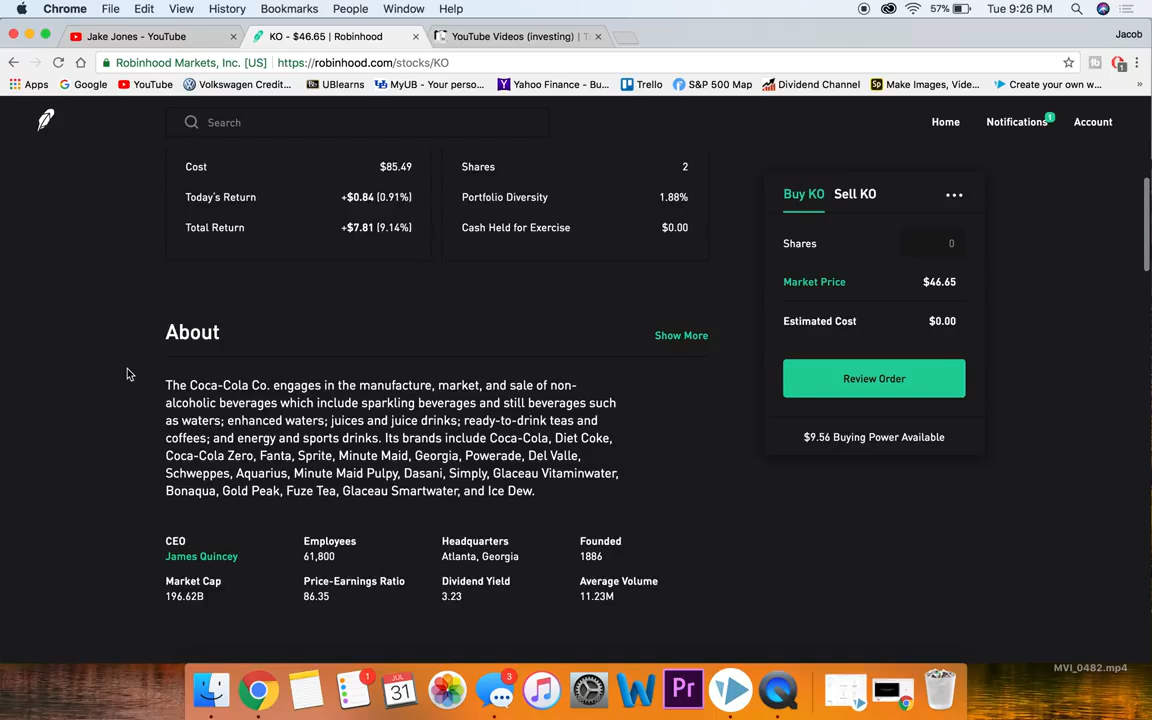 Chrome File Edit View History Bookmarks People Window Help 57% Tue 9:26 PM
Jake Jones - YouTube KO - $46.65 | Robinhood YouTube Videos (investing) | T Jacob
Robinhood Markets, Inc. [US] https://robinhood.com/stocks/KO
Apps Google YouTube Volkswagen Credit... UBlearns MyUB - Your perso... Yahoo Finance - Bu... Trello S&P 500 Map Dividend Channel Make Images, Vide... Create your own w...
Search Home Notifications 1 Account
Cost $85.49 Shares 2
Today's Return +$0.84 (0.91%) Portfolio Diversity 1.88%
Total Return +$7.81 (9.14%) Cash Held for Exercise $0.00
Buy KO Sell KO
Shares 0
Market Price $46.65
Estimated Cost $0.00
Review Order
$9.56 Buying Power Available
About Show More
The Coca-Cola Co. engages in the manufacture, market, and sale of non-
alcoholic beverages which include sparkling beverages and still beverages such
as waters; enhanced waters; juices and juice drinks; ready-to-drink teas and
coffees; and energy and sports drinks. Its brands include Coca-Cola, Diet Coke,
Coca-Cola Zero, Fanta, Sprite, Minute Maid, Georgia, Powerade, Del Valle,
Schweppes, Aquarius, Minute Maid Pulpy, Dasani, Simply, Glaceau Vitaminwater,
Bonaqua, Gold Peak, Fuze Tea, Glaceau Smartwater, and Ice Dew.
CEO Employees Headquarters Founded
James Quincey 61,800 Atlanta, Georgia 1886
Market Cap Price-Earnings Ratio Dividend Yield Average Volume
196.62B 86.35 3.23 11.23M
MVI_0482.mp4
1 JUL 31 3 W Pr